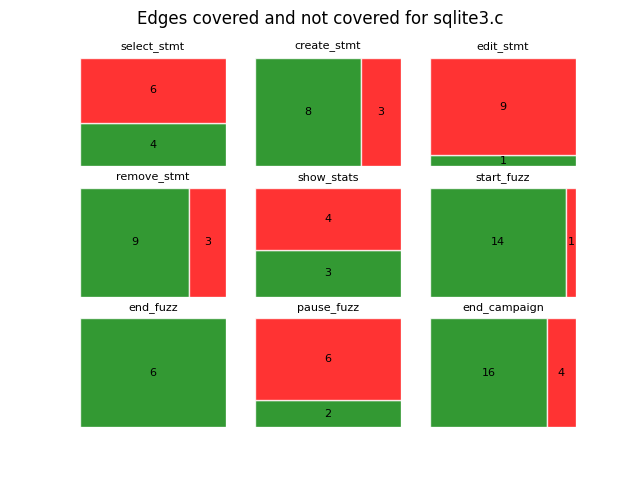 Edges covered and not covered for sqlite3.c
select_stmt
6
4
create_stmt
8
3
edit_stmt
9
1
remove_stmt
9
3
show_stats
4
3
start_fuzz
14
1
end_fuzz
6
pause_fuzz
6
2
end_campaign
16
4